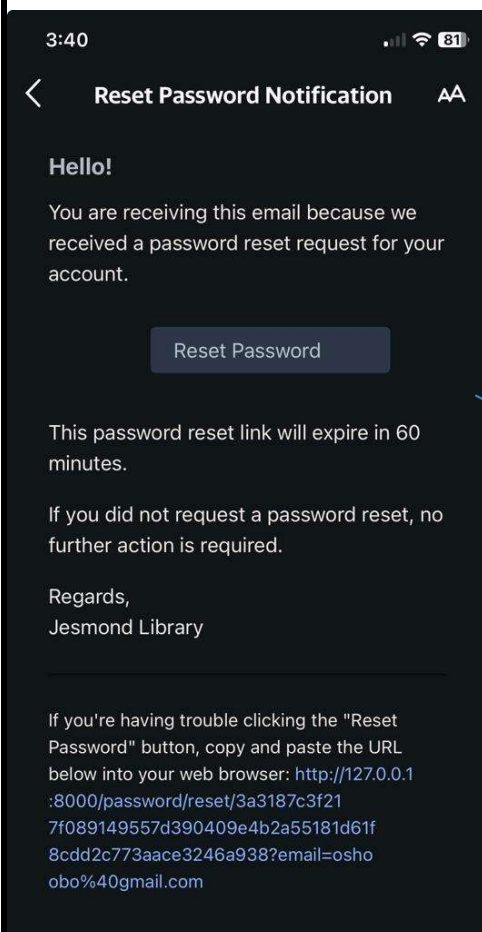 3:40
81
Reset Password Notification AA
Hello!
You are receiving this email because we
received a password reset request for your
account.
Reset Password
This password reset link will expire in 60
minutes.
If you did not request a password reset, no
further action is required.
Regards,
Jesmond Library
If you're having trouble clicking the "Reset
Password" button, copy and paste the URL
below into your web browser: http://127.0.0.1
:8000/password/reset/3a3187c3f21
7f089149557d390409e4b2a55181d61f
8cdd2c773aace3246a938?email=osho
obo%40gmail.com